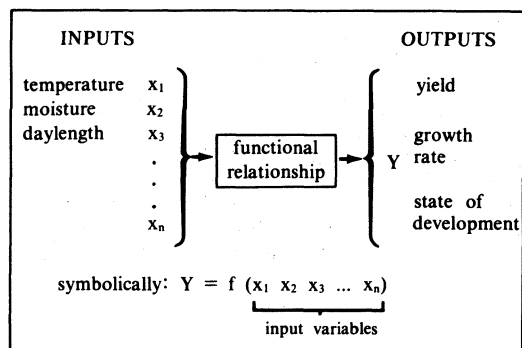 INPUTS
OUTPUTS
temperature x₁
moisture x₂
daylength x₃
.
.
.
xₙ
functional
relationship
Y
yield
growth
rate
state of
development
symbolically: Y = f (x₁ x₂ x₃ ... xₙ)
input variables